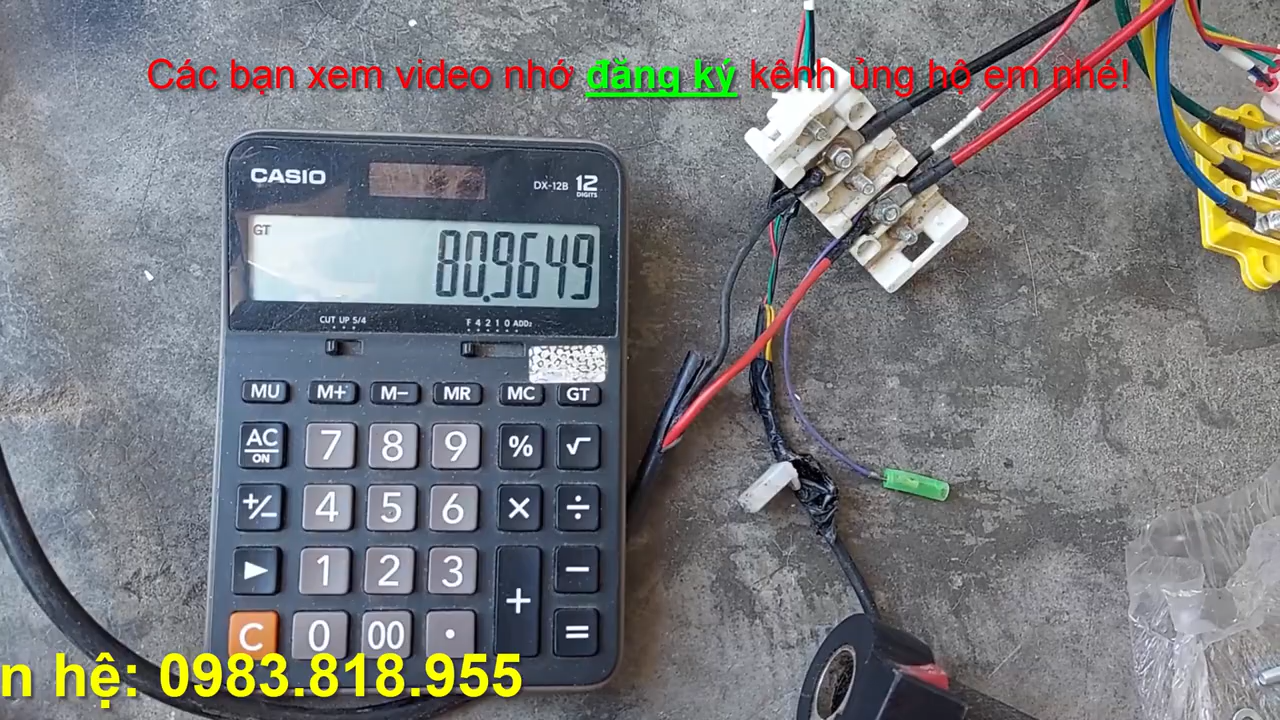 Các bạn xem video nhớ đăng ký kênh ủng hộ em nhé!
CASIO
DX-12B 12 DIGITS
GT
80.9649
CUT UP 5/4
F 4 2 1 0 ADD2
MU M+ M− MR MC GT
AC/ON 7 8 9 % √
+/− 4 5 6 × ÷
▶ 1 2 3 + −
C 0 00 · =
n hệ: 0983.818.955